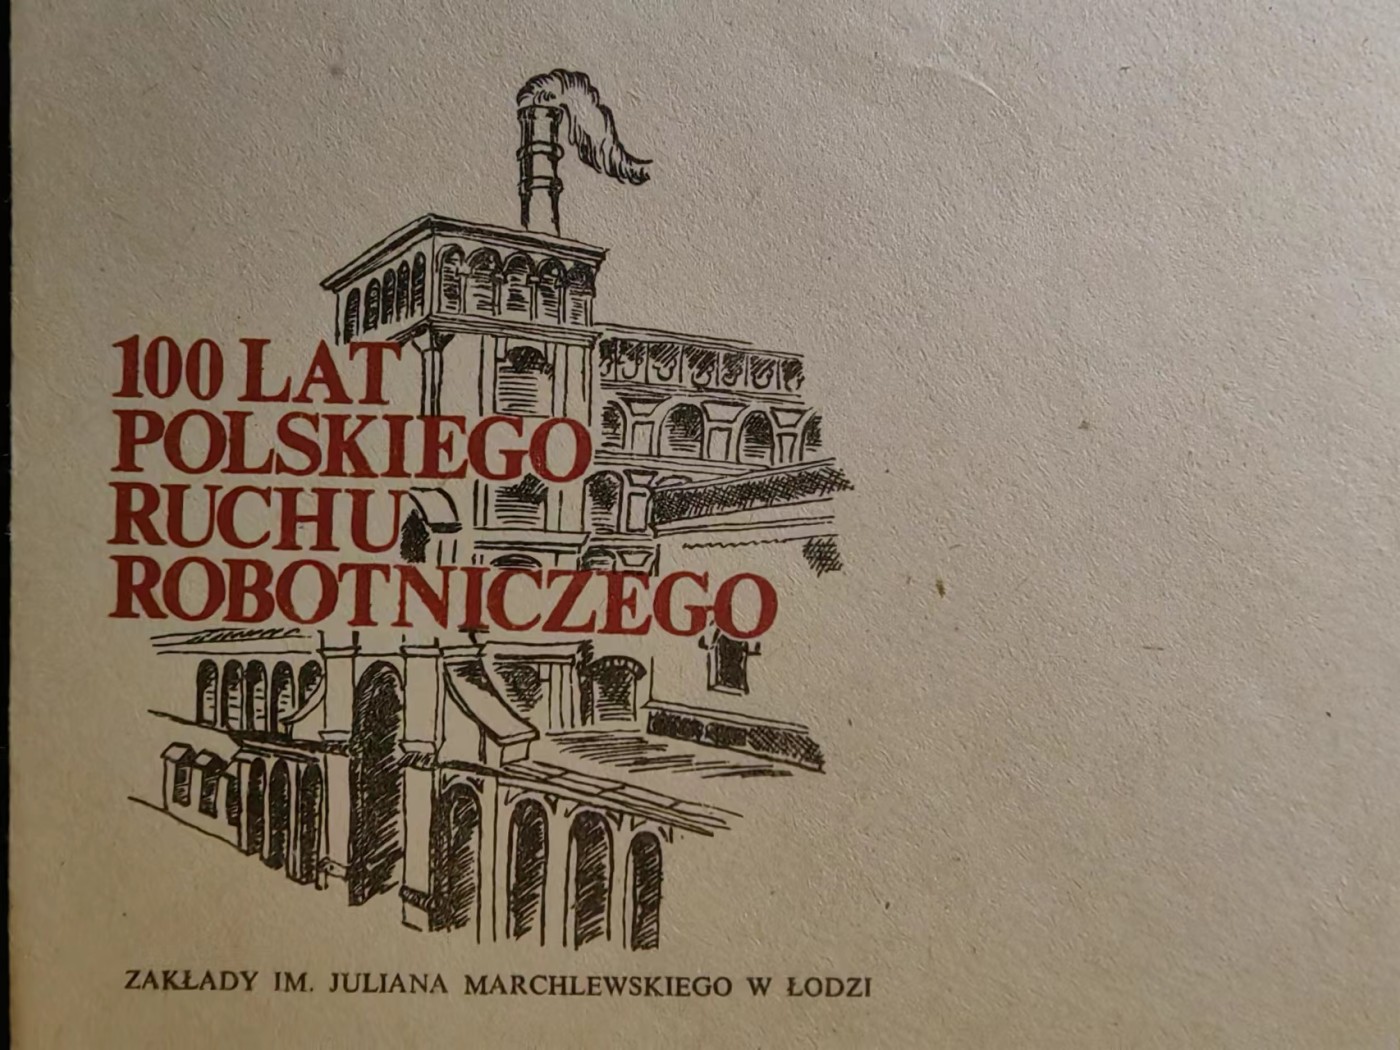 100 LAT
POLSKIEGO
RUCHU
ROBOTNICZEGO
ZAKŁADY IM. JULIANA MARCHLEWSKIEGO W ŁODZI